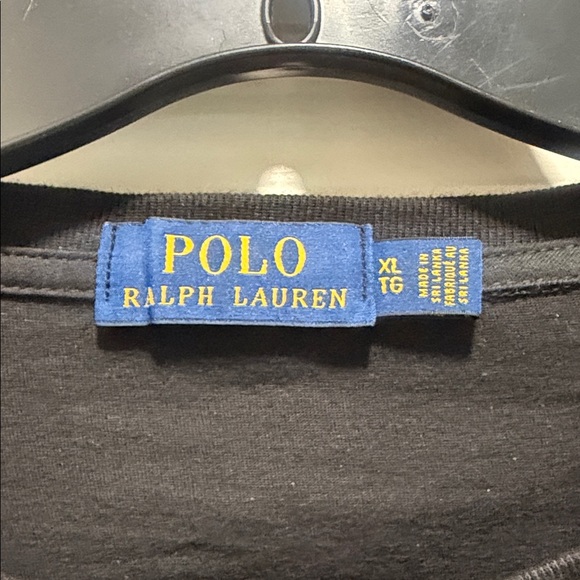 POLO
RALPH LAUREN
XL
TG
MADE IN
SRI LANKA
FABRIQUÉ AU
SRI LANKA